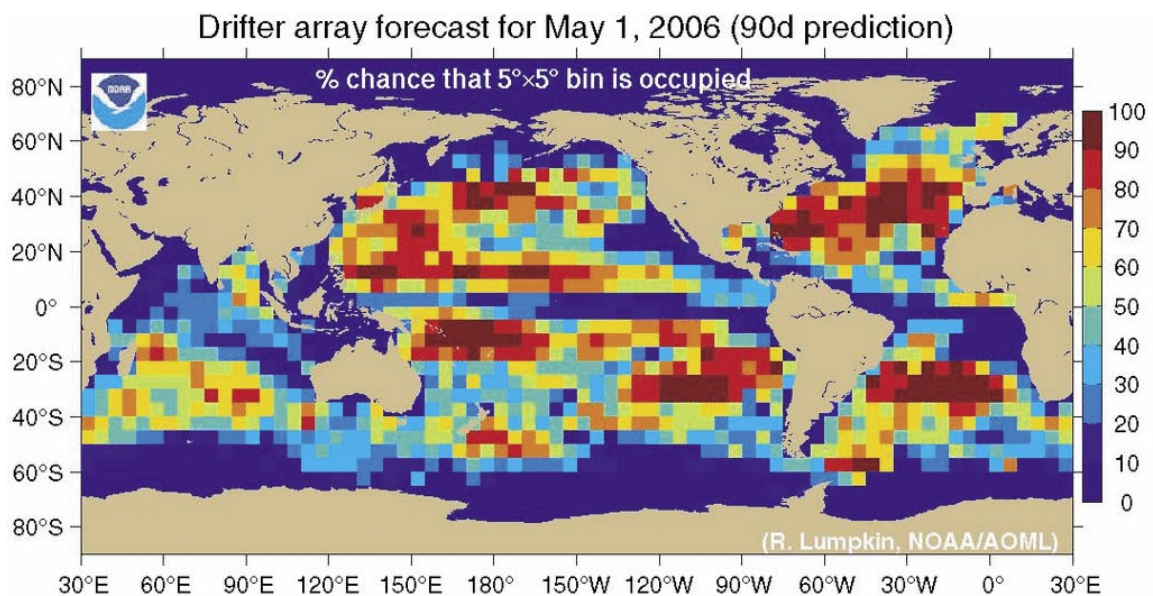 Drifter array forecast for May 1, 2006 (90d prediction)
% chance that 5°×5° bin is occupied
NOAA
80°N
60°N
40°N
20°N
0°
20°S
40°S
60°S
80°S
100
90
80
70
60
50
40
30
20
10
0
(R. Lumpkin, NOAA/AOML)
30°E 60°E 90°E 120°E 150°E 180° 150°W 120°W 90°W 60°W 30°W 0° 30°E